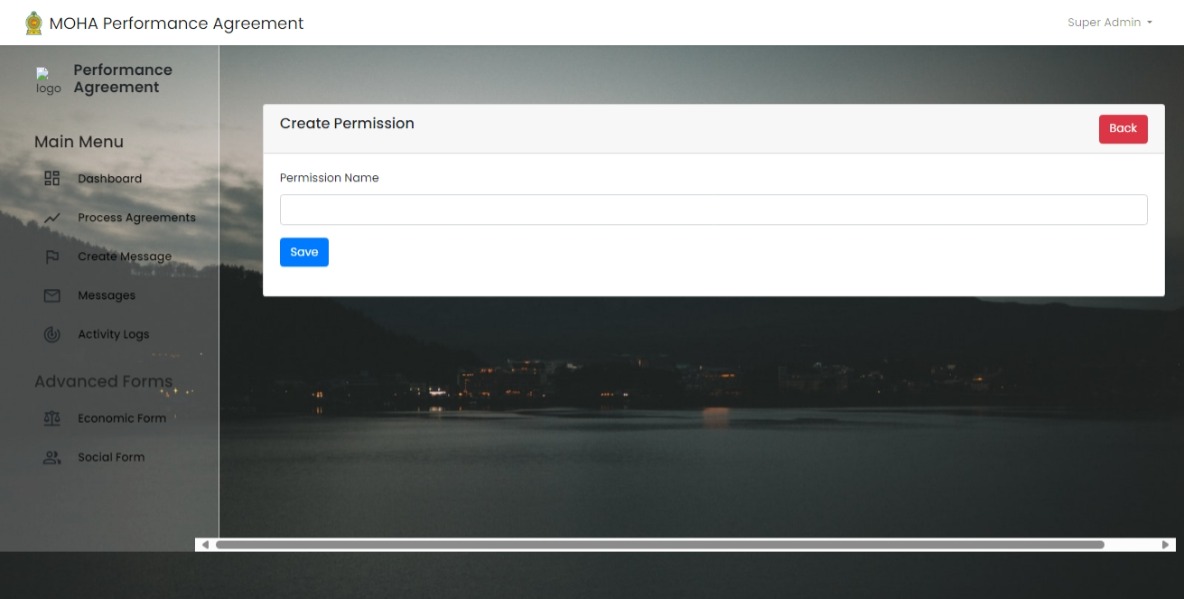 MOHA Performance Agreement
Super Admin
logo
Performance
Agreement
Main Menu
Dashboard
Process Agreements
Create Message
Messages
Activity Logs
Advanced Forms
Economic Form
Social Form
Create Permission
Back
Permission Name
Save